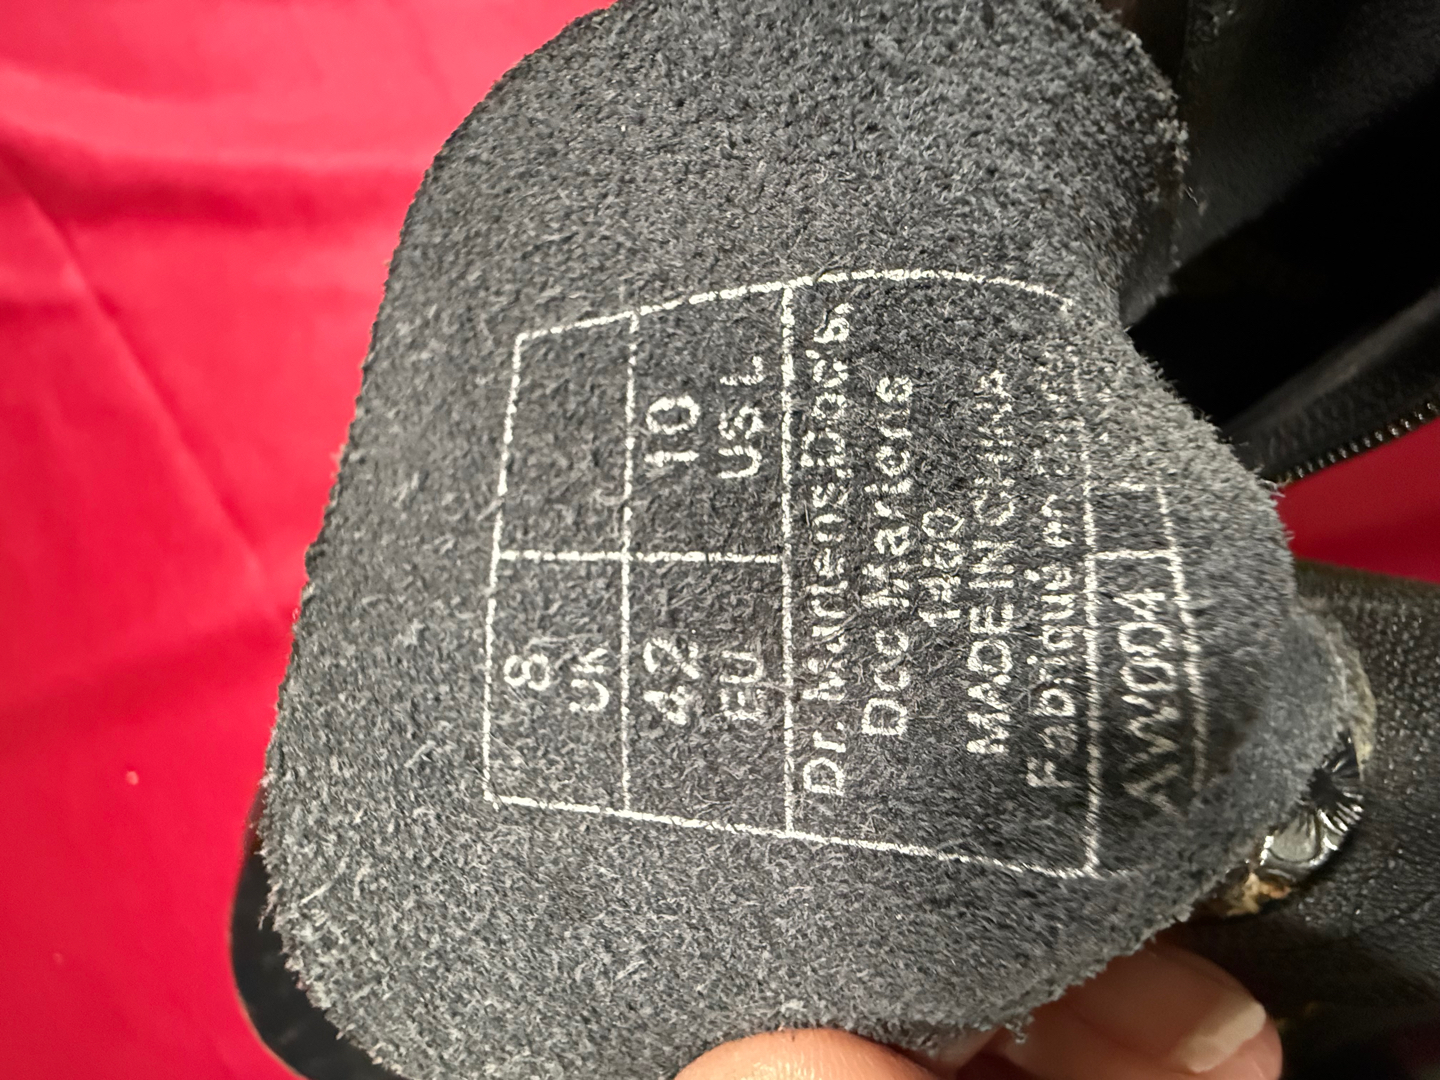 8
UK
42 10
EU US L
Dr. Martens Doc's
Doc Martens
1460
MADE IN CHINA
Fabriqué en
AW004